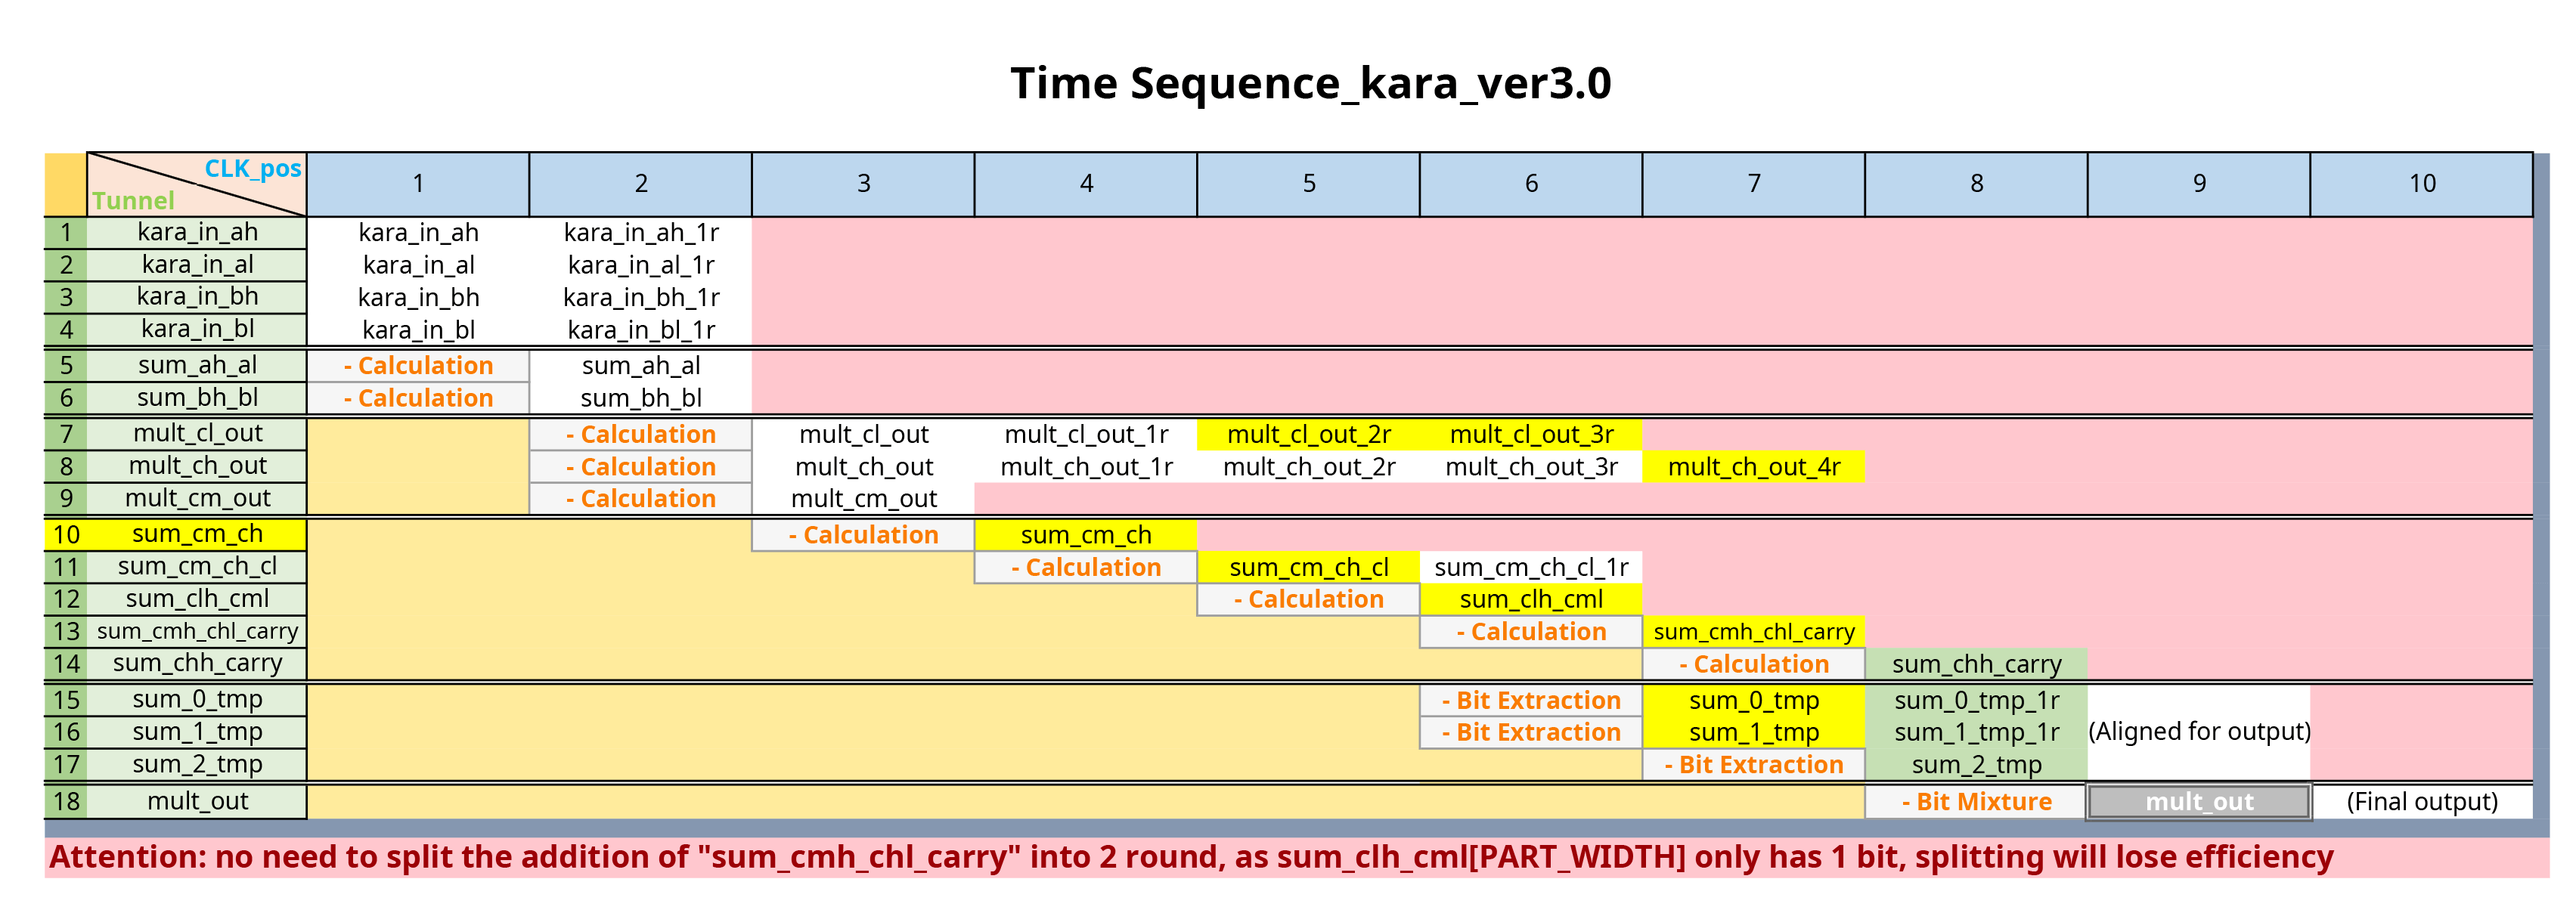 Time Sequence_kara_ver3.0
CLK_pos
Tunnel
1 2 3 4 5 6 7 8 9 10
1 kara_in_ah kara_in_ah kara_in_ah_1r
2 kara_in_al kara_in_al kara_in_al_1r
3 kara_in_bh kara_in_bh kara_in_bh_1r
4 kara_in_bl kara_in_bl kara_in_bl_1r
5 sum_ah_al - Calculation sum_ah_al
6 sum_bh_bl - Calculation sum_bh_bl
7 mult_cl_out - Calculation mult_cl_out mult_cl_out_1r mult_cl_out_2r mult_cl_out_3r
8 mult_ch_out - Calculation mult_ch_out mult_ch_out_1r mult_ch_out_2r mult_ch_out_3r mult_ch_out_4r
9 mult_cm_out - Calculation mult_cm_out
10 sum_cm_ch - Calculation sum_cm_ch
11 sum_cm_ch_cl - Calculation sum_cm_ch_cl sum_cm_ch_cl_1r
12 sum_clh_cml - Calculation sum_clh_cml
13 sum_cmh_chl_carry - Calculation sum_cmh_chl_carry
14 sum_chh_carry - Calculation sum_chh_carry
15 sum_0_tmp - Bit Extraction sum_0_tmp sum_0_tmp_1r
16 sum_1_tmp - Bit Extraction sum_1_tmp sum_1_tmp_1r (Aligned for output)
17 sum_2_tmp - Bit Extraction sum_2_tmp
18 mult_out - Bit Mixture mult_out (Final output)
Attention: no need to split the addition of "sum_cmh_chl_carry" into 2 round, as sum_clh_cml[PART_WIDTH] only has 1 bit, splitting will lose efficiency